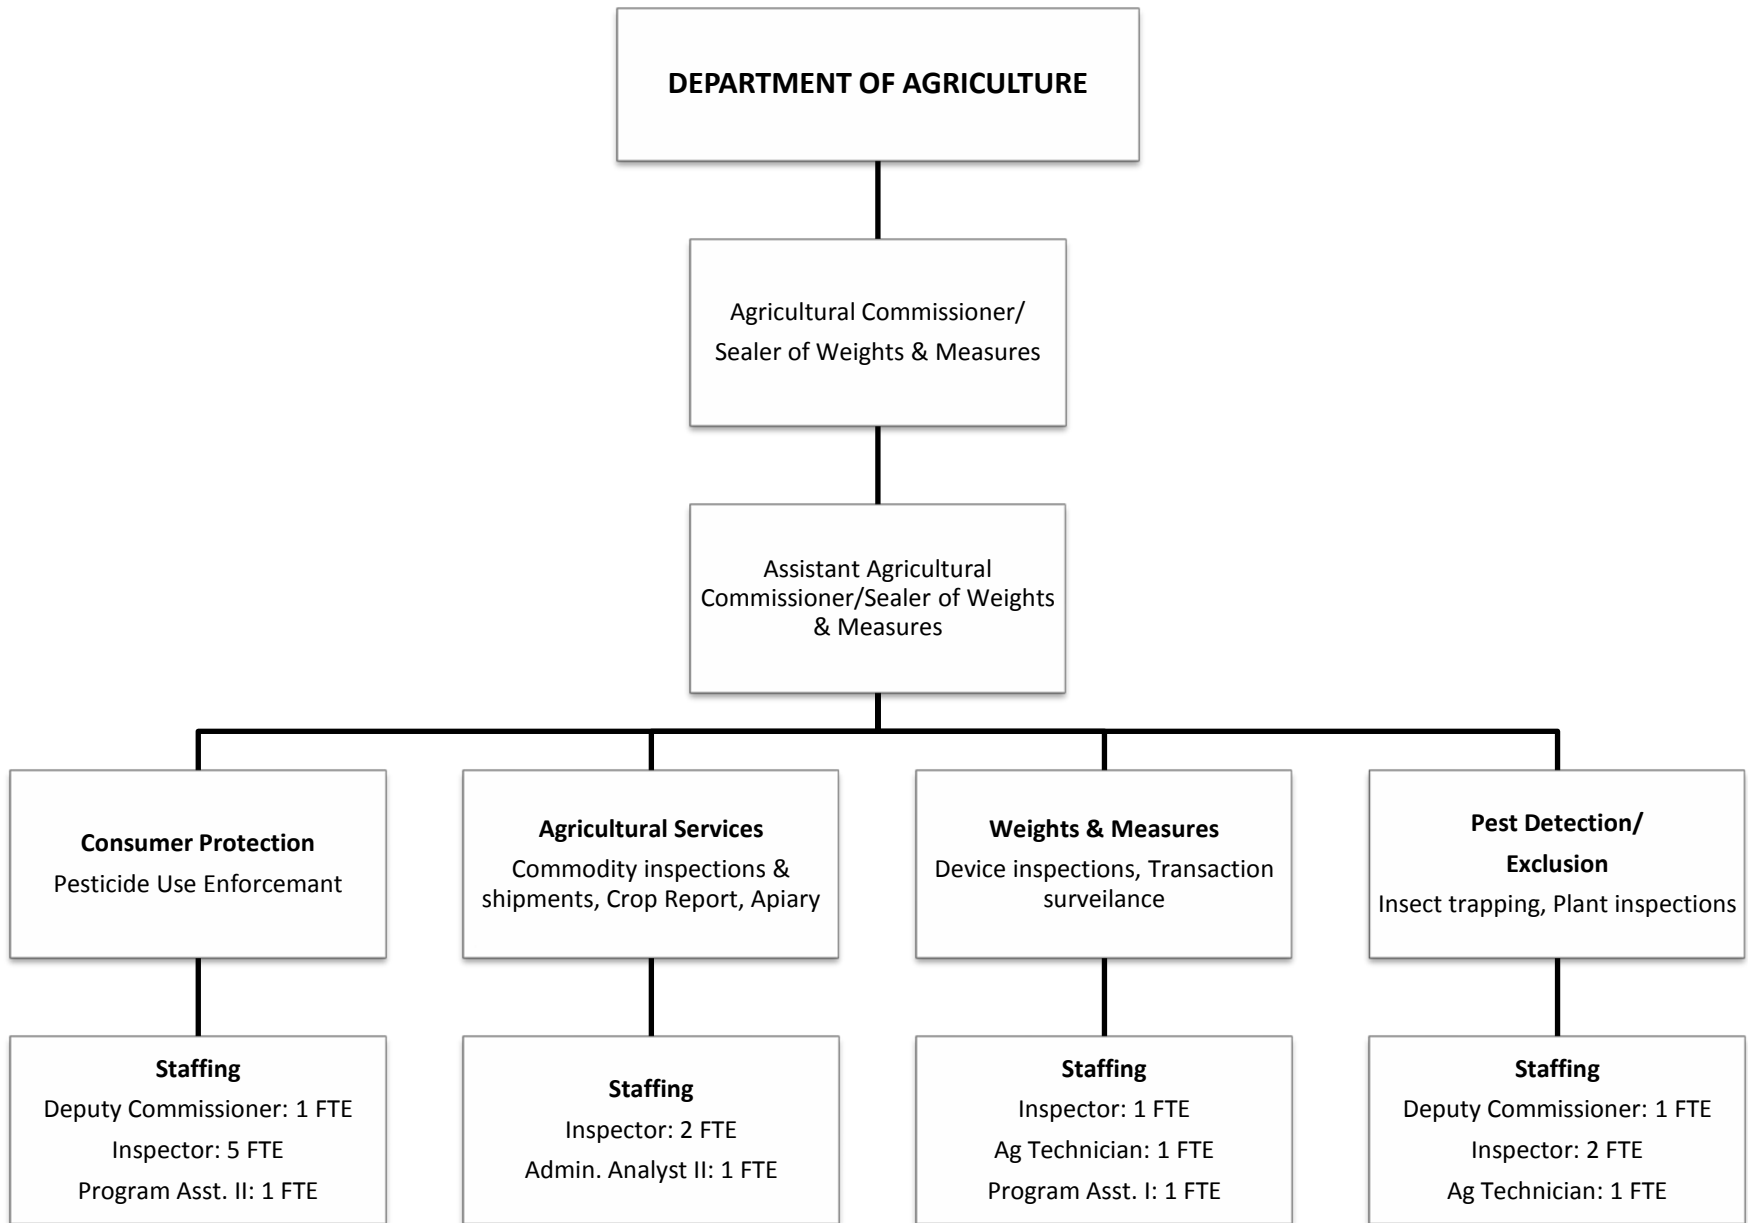 DEPARTMENT OF AGRICULTURE
Agricultural Commissioner/
Sealer of Weights & Measures
Assistant Agricultural
Commissioner/Sealer of Weights
& Measures
Consumer Protection
Pesticide Use Enforcemant
Agricultural Services
Commodity inspections &
shipments, Crop Report, Apiary
Weights & Measures
Device inspections, Transaction
surveilance
Pest Detection/
Exclusion
Insect trapping, Plant inspections
Staffing
Deputy Commissioner: 1 FTE
Inspector: 5 FTE
Program Asst. II: 1 FTE
Staffing
Inspector: 2 FTE
Admin. Analyst II: 1 FTE
Staffing
Inspector: 1 FTE
Ag Technician: 1 FTE
Program Asst. I: 1 FTE
Staffing
Deputy Commissioner: 1 FTE
Inspector: 2 FTE
Ag Technician: 1 FTE